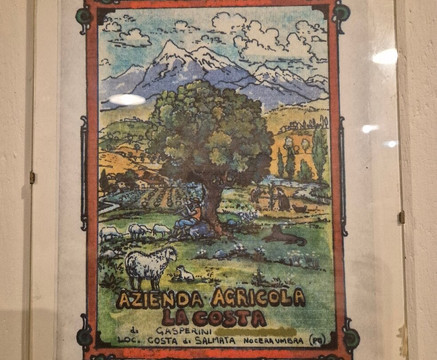 AZIENDA AGRICOLA
LA COSTA
di GASPERINI
LOC. COSTA di SALMATA NOCERA UMBRA (PG)